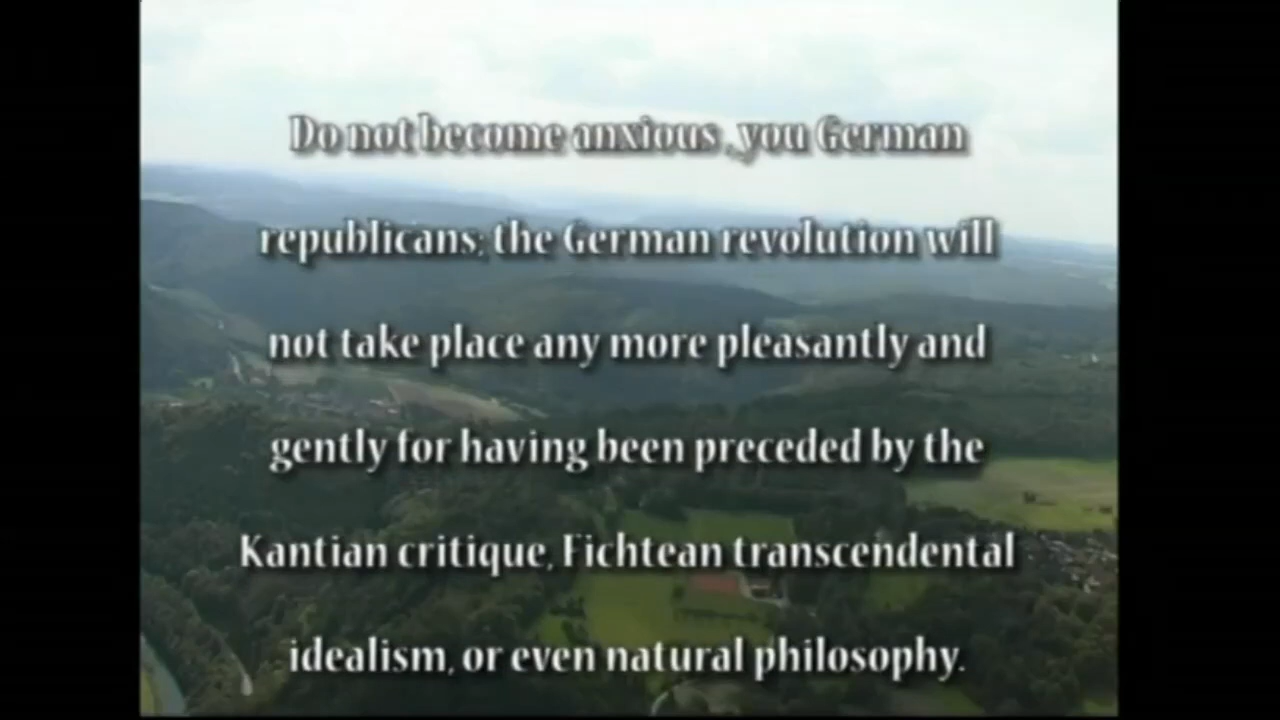 Do not become anxious , you German
republicans; the German revolution will
not take place any more pleasantly and
gently for having been preceded by the
Kantian critique, Fichtean transcendental
idealism, or even natural philosophy.